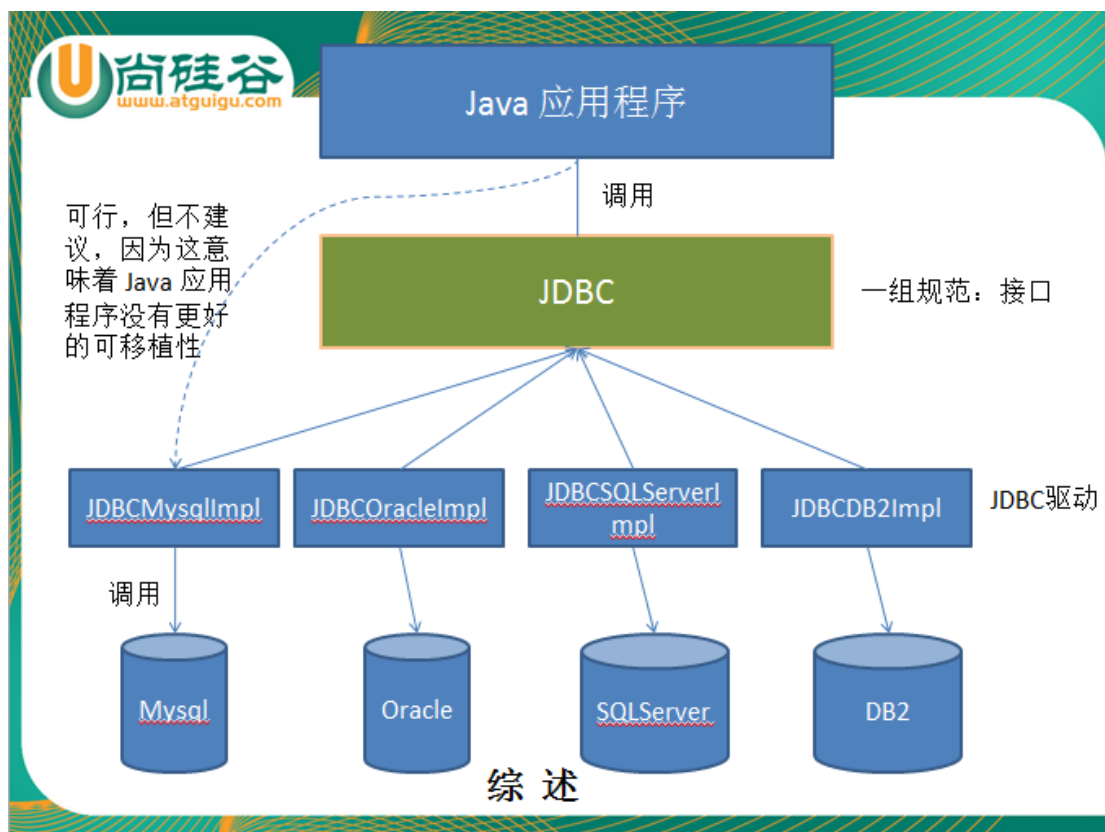 尚硅谷
www.atguigu.com
Java 应用程序
调用
可行，但不建
议，因为这意
味着 Java 应用
程序没有更好
的可移植性
JDBC
一组规范：接口
JDBCMysqlImpl
JDBCOracleImpl
JDBCSQLServerI
mpl
JDBCDB2Impl
JDBC驱动
调用
Mysql
Oracle
SQLServer
DB2
综 述